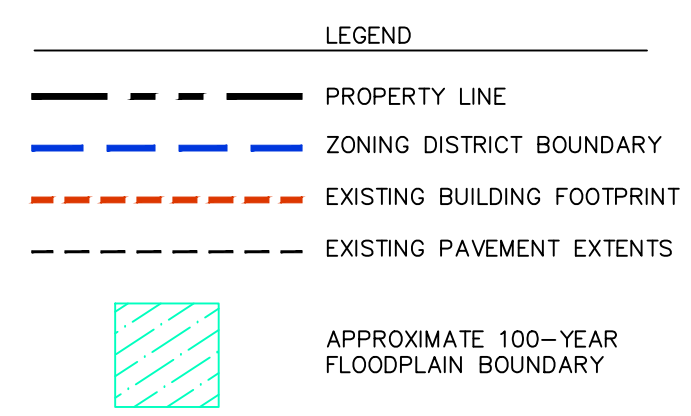 LEGEND
PROPERTY LINE
ZONING DISTRICT BOUNDARY
EXISTING BUILDING FOOTPRINT
EXISTING PAVEMENT EXTENTS
APPROXIMATE 100-YEAR
FLOODPLAIN BOUNDARY